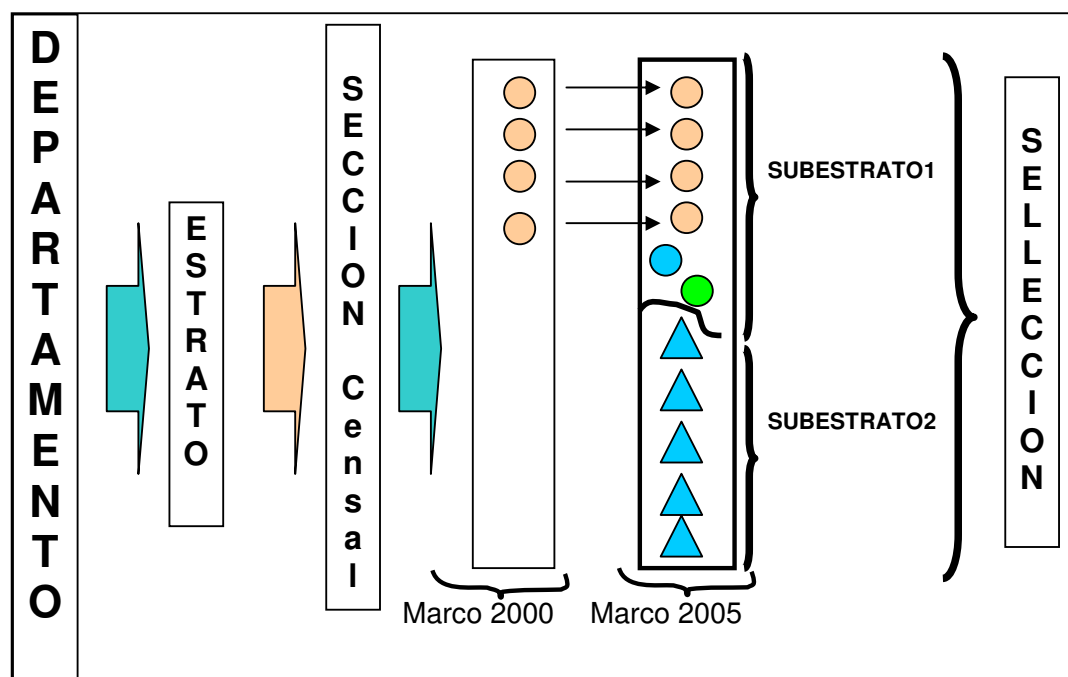 DEPARTAMENTO
ESTRATO
SECCION Censal
SUBESTRATO1
SUBESTRATO2
SELLECCION
Marco 2000
Marco 2005